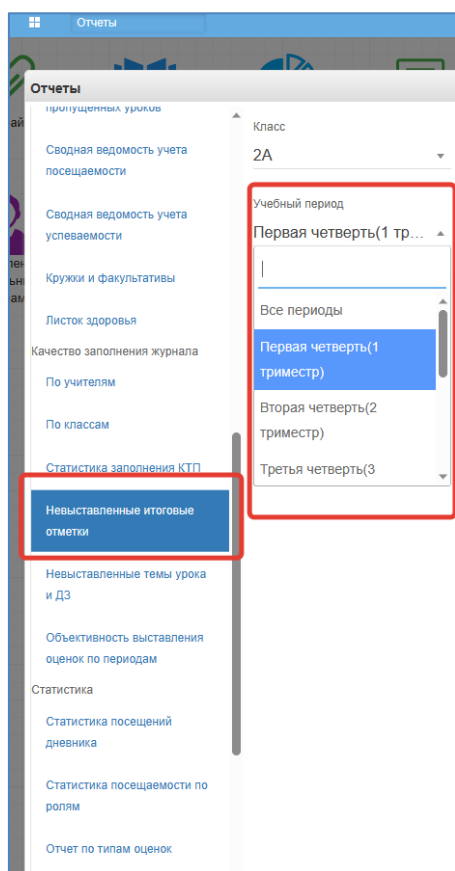 Отчеты
Отчеты
пропущенных уроков
Сводная ведомость учета
посещаемости
Сводная ведомость учета
успеваемости
Кружки и факультативы
Листок здоровья
Качество заполнения журнала
По учителям
По классам
Статистика заполнения КТП
Невыставленные итоговые
отметки
Невыставленные темы урока
и ДЗ
Объективность выставления
оценок по периодам
Статистика
Статистика посещений
дневника
Статистика посещаемости по
ролям
Отчет по типам оценок
Класс
2А
Учебный период
Первая четверть(1 тр...
Все периоды
Первая четверть(1
триместр)
Вторая четверть(2
триместр)
Третья четверть(3